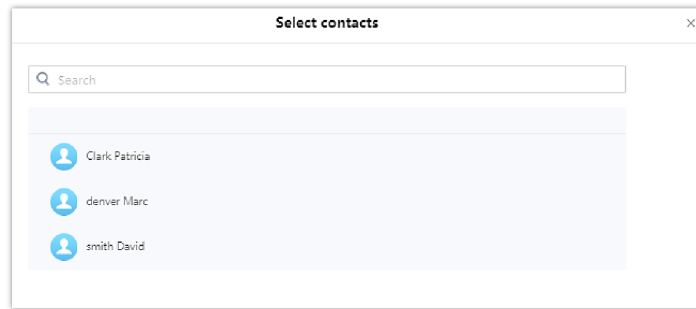 Select contacts
Search
Clark Patricia
denver Marc
smith David